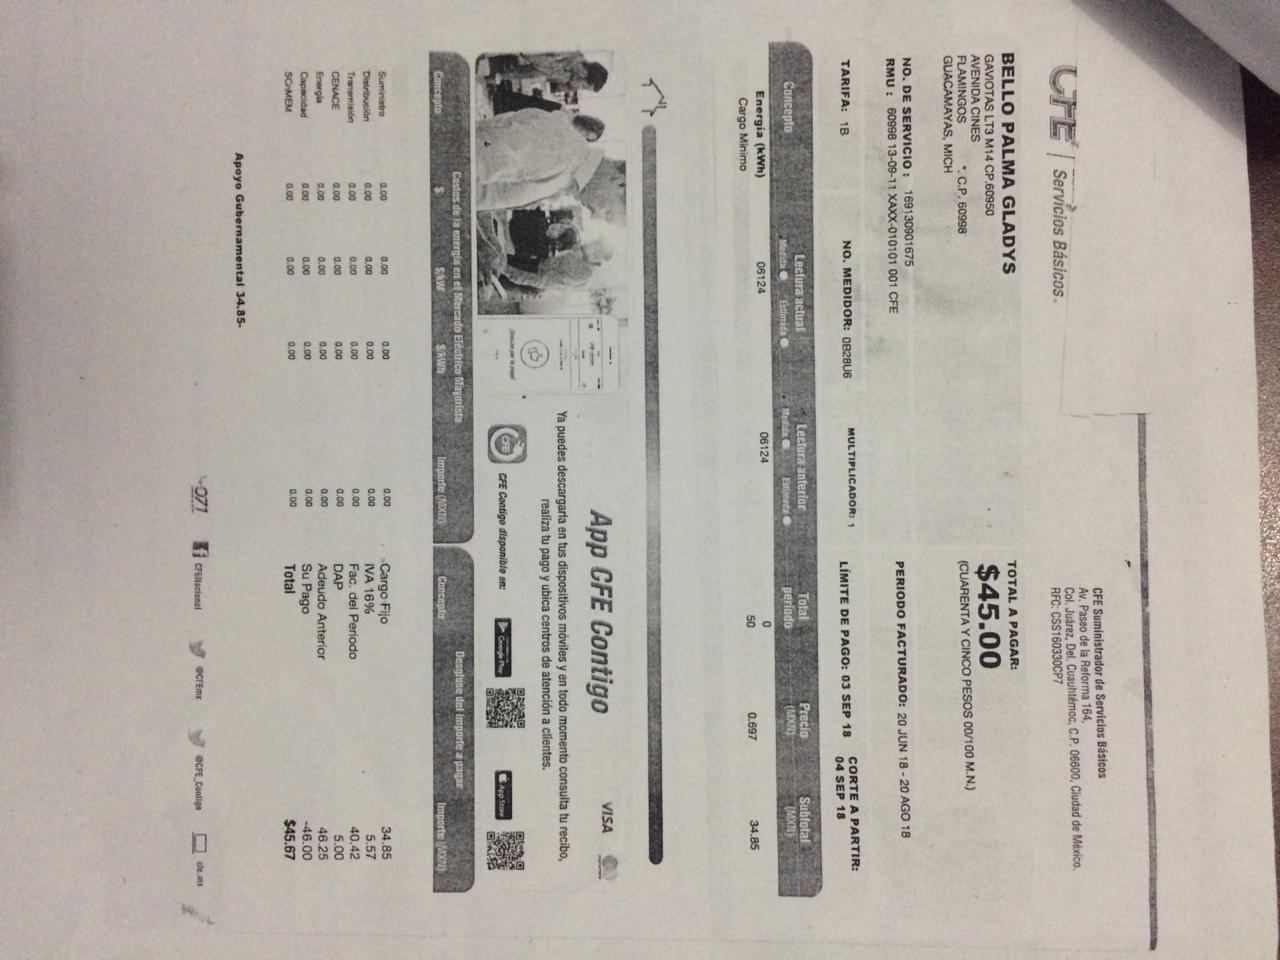 CFE Suministrador de Servicios Básicos
Av. Paseo de la Reforma 164,
Col. Juárez, Del. Cuauhtémoc, C.P. 06600, Ciudad de México.
RFC: CSS160330CP7
CFE | Servicios Básicos
BELLO PALMA GLADYS
GAVIOTAS LT3 M14 CP.60950
AVENIDA CINES
FLAMINGOS *. C.P. 60998
GUACAMAYAS, MICH
TOTAL A PAGAR:
$45.00
(CUARENTA Y CINCO PESOS 00/100 M.N.)
NO. DE SERVICIO : 169130901675
RMU : 60998 13-09-11 XAXX-010101 001 CFE
PERIODO FACTURADO: 20 JUN 18 - 20 AGO 18
TARIFA: 1B NO. MEDIDOR: 0B28U6 MULTIPLICADOR: 1
LÍMITE DE PAGO: 03 SEP 18 CORTE A PARTIR:
04 SEP 18
Concepto Lectura actual Lectura anterior Total periodo Precio (MXN) Subtotal (MXN)
Medida Estimada Medida Estimada
Energía (kWh) 06124 06124 0
Cargo Mínimo 50 0.697 34.85
App CFE Contigo VISA
Ya puedes descargarla en tus dispositivos móviles y en todo momento consulta tu recibo,
realiza tu pago y ubica centros de atención a clientes.
CFE CFE Contigo disponible en: Google Play App Store
Costos de la energía en el Mercado Eléctrico Mayorista
Concepto $ $/kW $/kWh Importe (MXN)
Suministro 0.00 0.00 0.00 0.00
Distribución 0.00 0.00 0.00 0.00
Transmisión 0.00 0.00 0.00 0.00
CENACE 0.00 0.00 0.00 0.00
Energía 0.00 0.00 0.00 0.00
Capacidad 0.00 0.00 0.00 0.00
SCnMEM 0.00 0.00 0.00 0.00
Desglose del importe a pagar
Concepto Importe (MXN)
Cargo Fijo 34.85
IVA 16% 5.57
Fac. del Periodo 40.42
DAP 5.00
Adeudo Anterior 46.25
Su Pago -46.00
Total $45.67
Apoyo Gubernamental 34.85-
071 CFENacional @CFEmx @CFE_Contigo cfe.mx